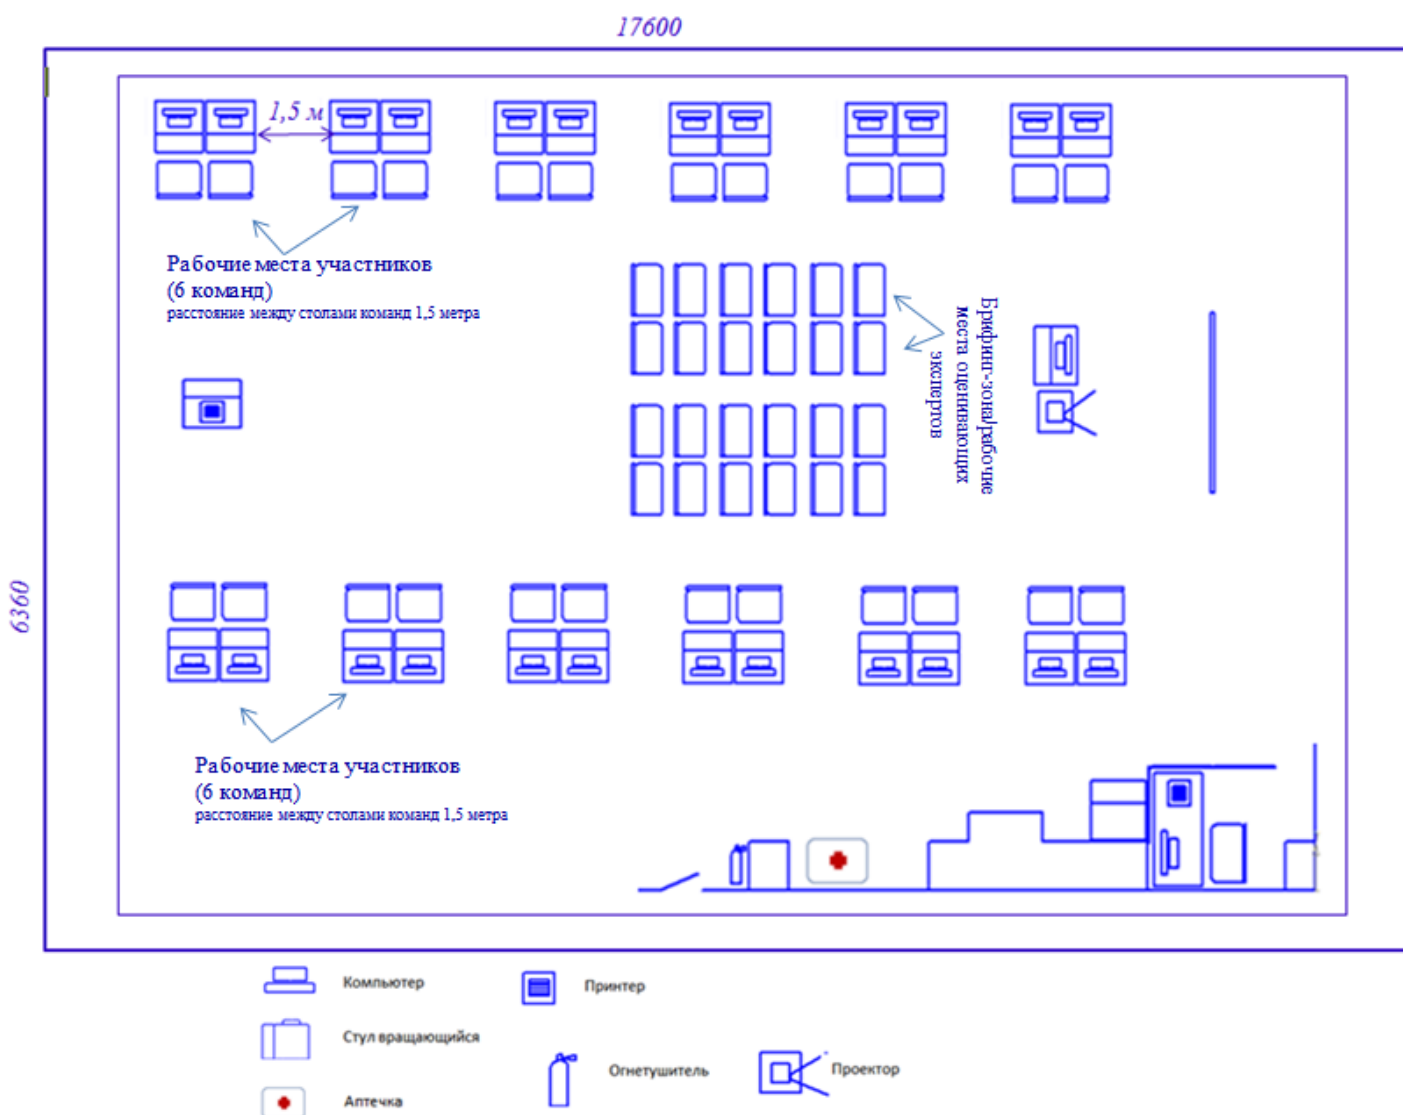 17600
1,5 м
Рабочие места участников
(6 команд)
расстояние между столами команд 1,5 метра
Брифинг-зона/рабочие
места оценивающих
экспертов
6360
Рабочие места участников
(6 команд)
расстояние между столами команд 1,5 метра
Компьютер
Принтер
Стул вращающийся
Огнетушитель
Проектор
Аптечка